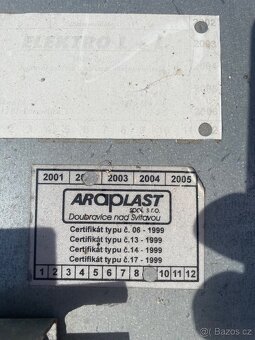 ELEKTRO
2001 2003 2004 2005
ARAPLAST
spol. s r.o.
Doubravice nad Svitavou
Certifikát typu č. 06 - 1999
Certifikát typu č. 13 - 1999
Certifikát typu č. 14 - 1999
Certifikát typu č. 17 - 1999
1 2 3 4 5 6 7 8 10 11 12
Bazoš.cz